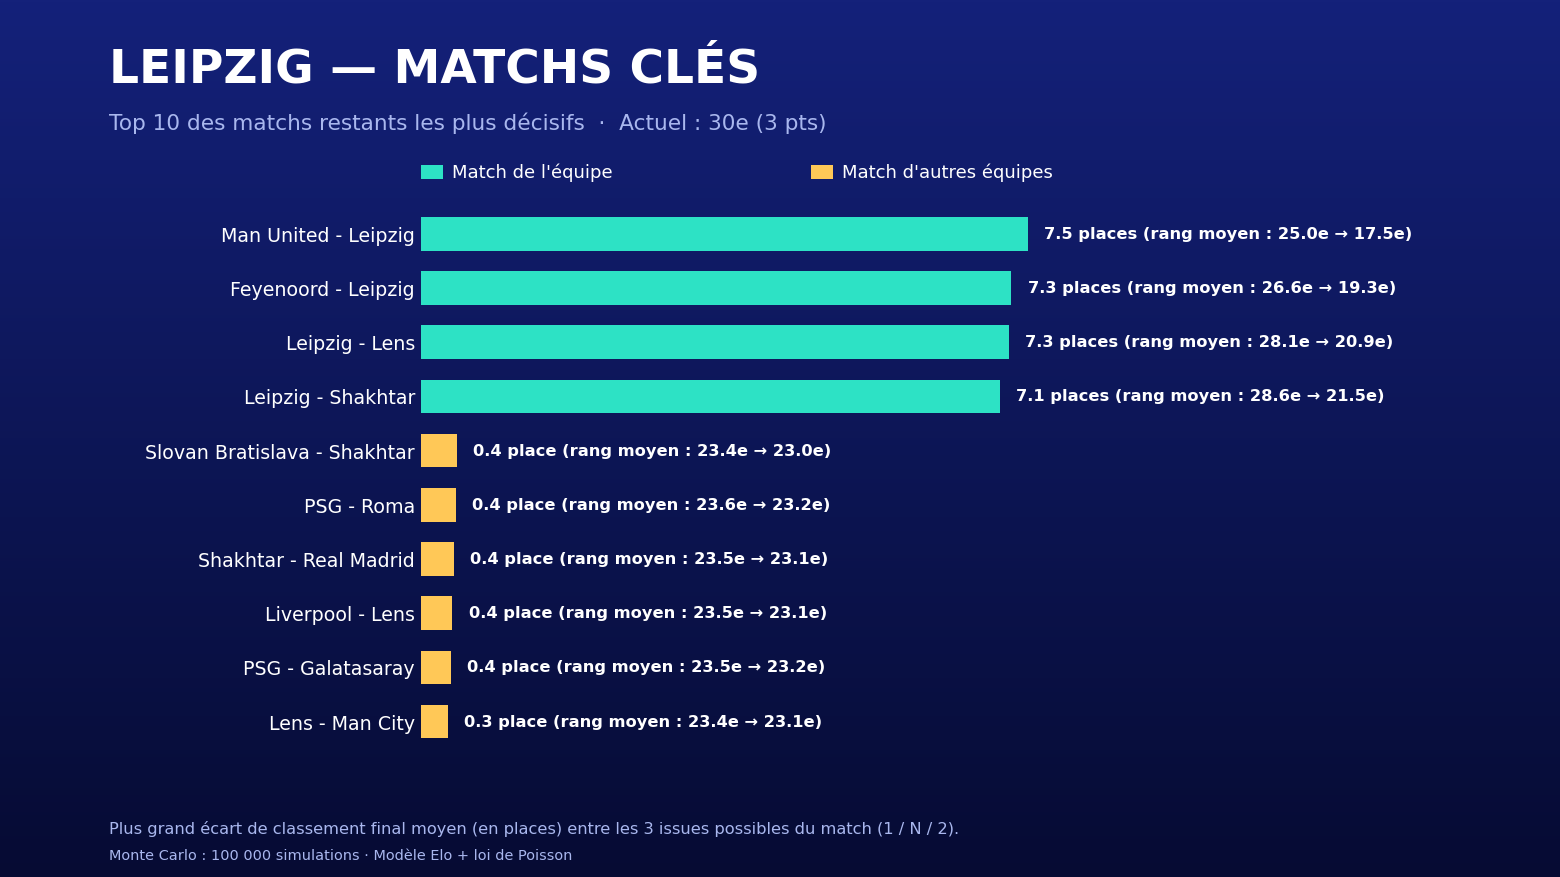 LEIPZIG — MATCHS CLÉS
Top 10 des matchs restants les plus décisifs · Actuel : 30e (3 pts)
Match de l'équipe
Match d'autres équipes
Man United - Leipzig 7.5 places (rang moyen : 25.0e → 17.5e)
Feyenoord - Leipzig 7.3 places (rang moyen : 26.6e → 19.3e)
Leipzig - Lens 7.3 places (rang moyen : 28.1e → 20.9e)
Leipzig - Shakhtar 7.1 places (rang moyen : 28.6e → 21.5e)
Slovan Bratislava - Shakhtar 0.4 place (rang moyen : 23.4e → 23.0e)
PSG - Roma 0.4 place (rang moyen : 23.6e → 23.2e)
Shakhtar - Real Madrid 0.4 place (rang moyen : 23.5e → 23.1e)
Liverpool - Lens 0.4 place (rang moyen : 23.5e → 23.1e)
PSG - Galatasaray 0.4 place (rang moyen : 23.5e → 23.2e)
Lens - Man City 0.3 place (rang moyen : 23.4e → 23.1e)
Plus grand écart de classement final moyen (en places) entre les 3 issues possibles du match (1 / N / 2).
Monte Carlo : 100 000 simulations · Modèle Elo + loi de Poisson